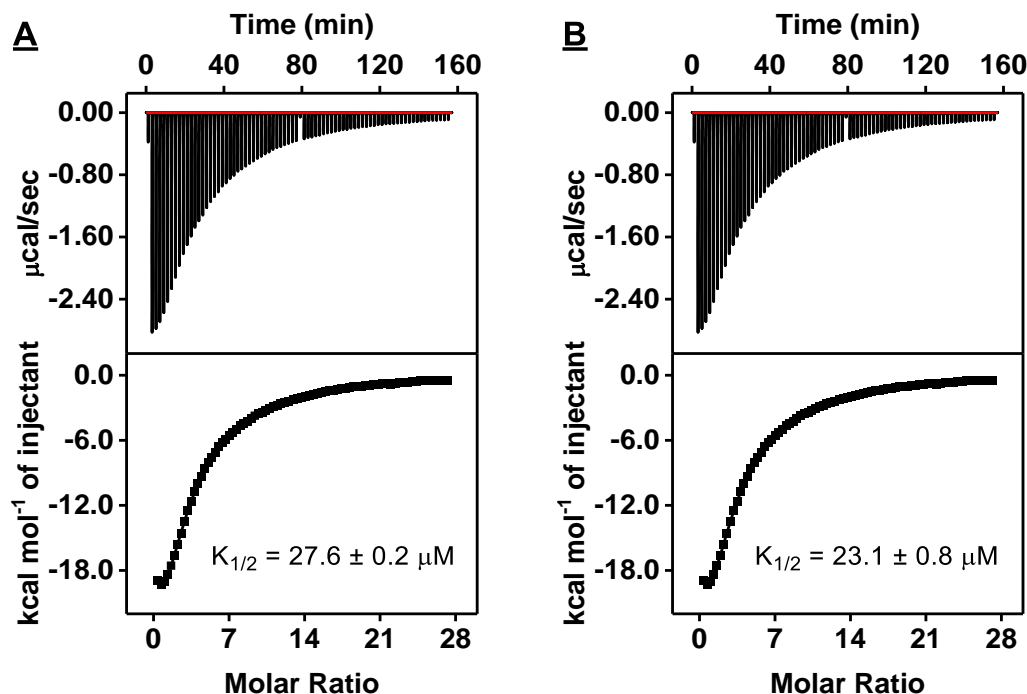 A
Time (min)
0 40 80 120 160
0.00
-0.80
-1.60
-2.40
μcal/sec
0.0
-6.0
-12.0
-18.0
kcal mol⁻¹ of injectant
K1/2 = 27.6 ± 0.2 μM
0 7 14 21 28
Molar Ratio
B
Time (min)
0 40 80 120 160
0.00
-0.80
-1.60
-2.40
μcal/sec
0.0
-6.0
-12.0
-18.0
kcal mol⁻¹ of injectant
K1/2 = 23.1 ± 0.8 μM
0 7 14 21 28
Molar Ratio